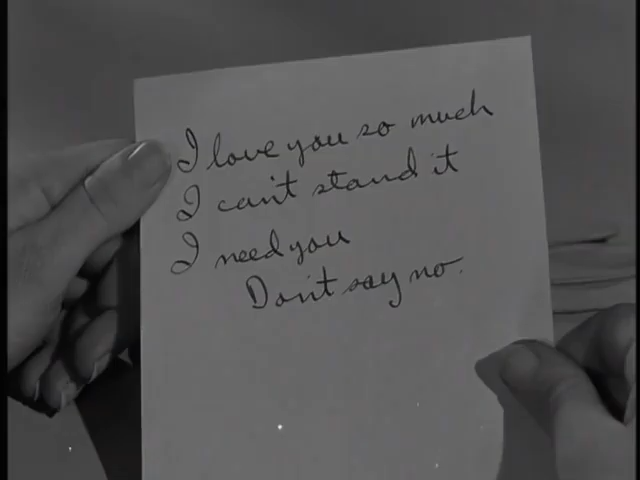 I love you so much
I can't stand it
I need you
Don't say no.